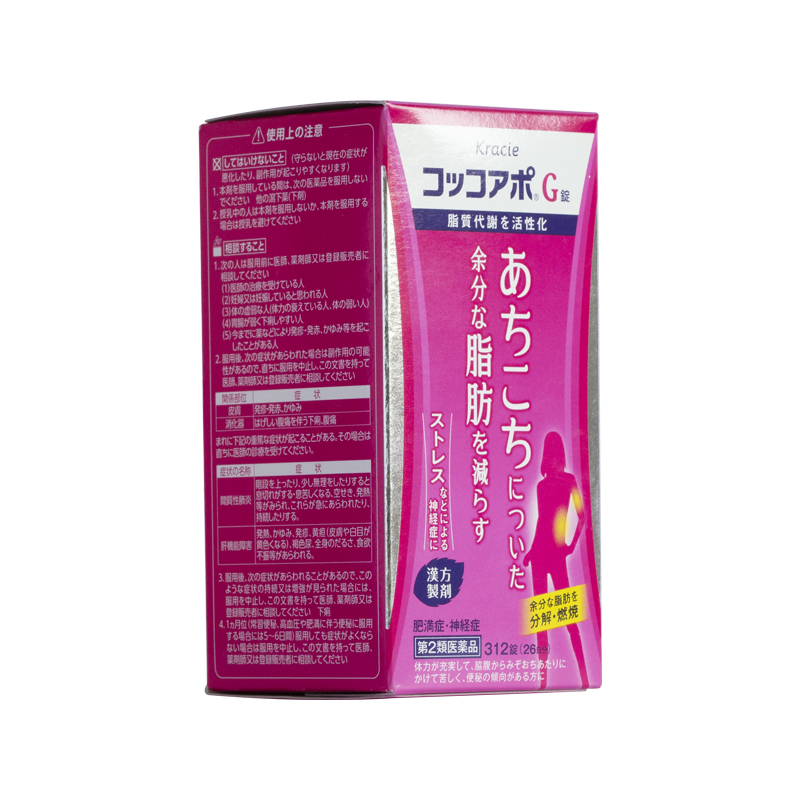 使用上の注意
してはいけないこと (守らないと現在の症状が
悪化したり、副作用が起こりやすくなります)
1.本剤を服用している間は、次の医薬品を服用しない
でください 他の瀉下薬(下剤)
2.授乳中の人は本剤を服用しないか、本剤を服用する
場合は授乳を避けてください
相談すること
1.次の人は服用前に医師、薬剤師又は登録販売者に
相談してください
(1)医師の治療を受けている人
(2)妊婦又は妊娠していると思われる人
(3)体の虚弱な人(体力の衰えている人、体の弱い人)
(4)胃腸が弱く下痢しやすい人
(5)今までに薬などにより発疹・発赤、かゆみ等を起こ
したことがある人
2.服用後、次の症状があらわれた場合は副作用の可能
性があるので、直ちに服用を中止し、この文書を持って
医師、薬剤師又は登録販売者に相談してください
関係部位 症状
皮膚 発疹・発赤、かゆみ
消化器 はげしい腹痛を伴う下痢、腹痛
まれに下記の重篤な症状が起こることがある。その場合は
直ちに医師の診療を受けてください。
症状の名称 症状
間質性肺炎 階段を上ったり、少し無理をしたりすると
息切れがする・息苦しくなる、空せき、発熱
等がみられ、これらが急にあらわれたり、
持続したりする。
肝機能障害 発熱、かゆみ、発疹、黄疸(皮膚や白目が
黄色くなる)、褐色尿、全身のだるさ、食欲
不振等があらわれる。
3.服用後、次の症状があらわれることがあるので、この
ような症状の持続又は増強が見られた場合には、
服用を中止し、この文書を持って医師、薬剤師又は
登録販売者に相談してください 下痢
4.1ヵ月位(常習便秘、高血圧や肥満に伴う便秘に服用
する場合には5〜6日間)服用しても症状がよくなら
ない場合は服用を中止し、この文書を持って医師、
薬剤師又は登録販売者に相談してください
Kracie
コッコアポ® G錠
脂質代謝を活性化
あちこちについた
余分な脂肪を減らす
ストレスなどによる
神経症に
漢方
製剤
余分な脂肪を
分解・燃焼
肥満症・神経症
第2類医薬品 312錠(26日分)
体力が充実して、脇腹からみぞおちあたりに
かけて苦しく、便秘の傾向がある方に